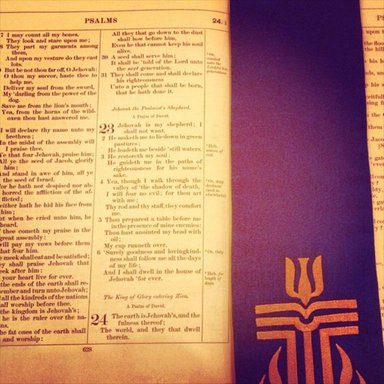 PSALMS
24:1
7 I may count all my bones.
They look and stare upon me;
8 They part my garments among
them,
And upon my vesture do they cast
lots.
9 But be not thou far off, O Jehovah:
O thou my succor, haste thee to
help me.
Deliver my soul from the sword,
My darling from the power of the
dog.
Save me from the lion's mouth;
Yea, from the horns of the wild-
oxen thou hast answered me.
I will declare thy name unto my
brethren:
In the midst of the assembly will
I praise thee.
Ye that fear Jehovah, praise him;
All ye the seed of Jacob, glorify
him;
And stand in awe of him, all ye
the seed of Israel.
For he hath not despised nor ab-
horred the affliction of the af-
flicted;
Neither hath he hid his face from
him;
But when he cried unto him, he
heard.
Of thee cometh my praise in the
great assembly:
I will pay my vows before them
that fear him.
The meek shall eat and be satisfied;
They shall praise Jehovah that
seek after him:
Let your heart live for ever.
All the ends of the earth shall re-
member and turn unto Jehovah;
And all the kindreds of the nations
shall worship before thee.
For the kingdom is Jehovah's;
And he is the ruler over the na-
tions.
All the fat ones of the earth shall
eat and worship:
All they that go down to the dust
shall bow before him,
Even he that cannot keep his soul
alive.
30 A seed shall serve him;
It shall be told of the Lord unto
the next generation.
31 They shall come and shall declare
his righteousness
Unto a people that shall be born,
that he hath done it.
Jehovah the Psalmist's Shepherd.
A Psalm of David.
23 Jehovah is my shepherd; I
shall not want.
2 He maketh me to lie down in green
pastures;
He leadeth me beside still waters.
3 He restoreth my soul:
He guideth me in the paths of
righteousness for his name's
sake.
4 Yea, though I walk through the
valley of the shadow of death,
I will fear no evil; for thou art
with me;
Thy rod and thy staff, they comfort
me.
5 Thou preparest a table before me
in the presence of mine enemies:
Thou hast anointed my head with
oil;
My cup runneth over.
6 Surely goodness and lovingkind-
ness shall follow me all the days
of my life;
And I shall dwell in the house of
Jehovah for ever.
The King of Glory entering Zion.
A Psalm of David.
24 The earth is Jehovah's, and the
fulness thereof;
The world, and they that dwell
therein.
628